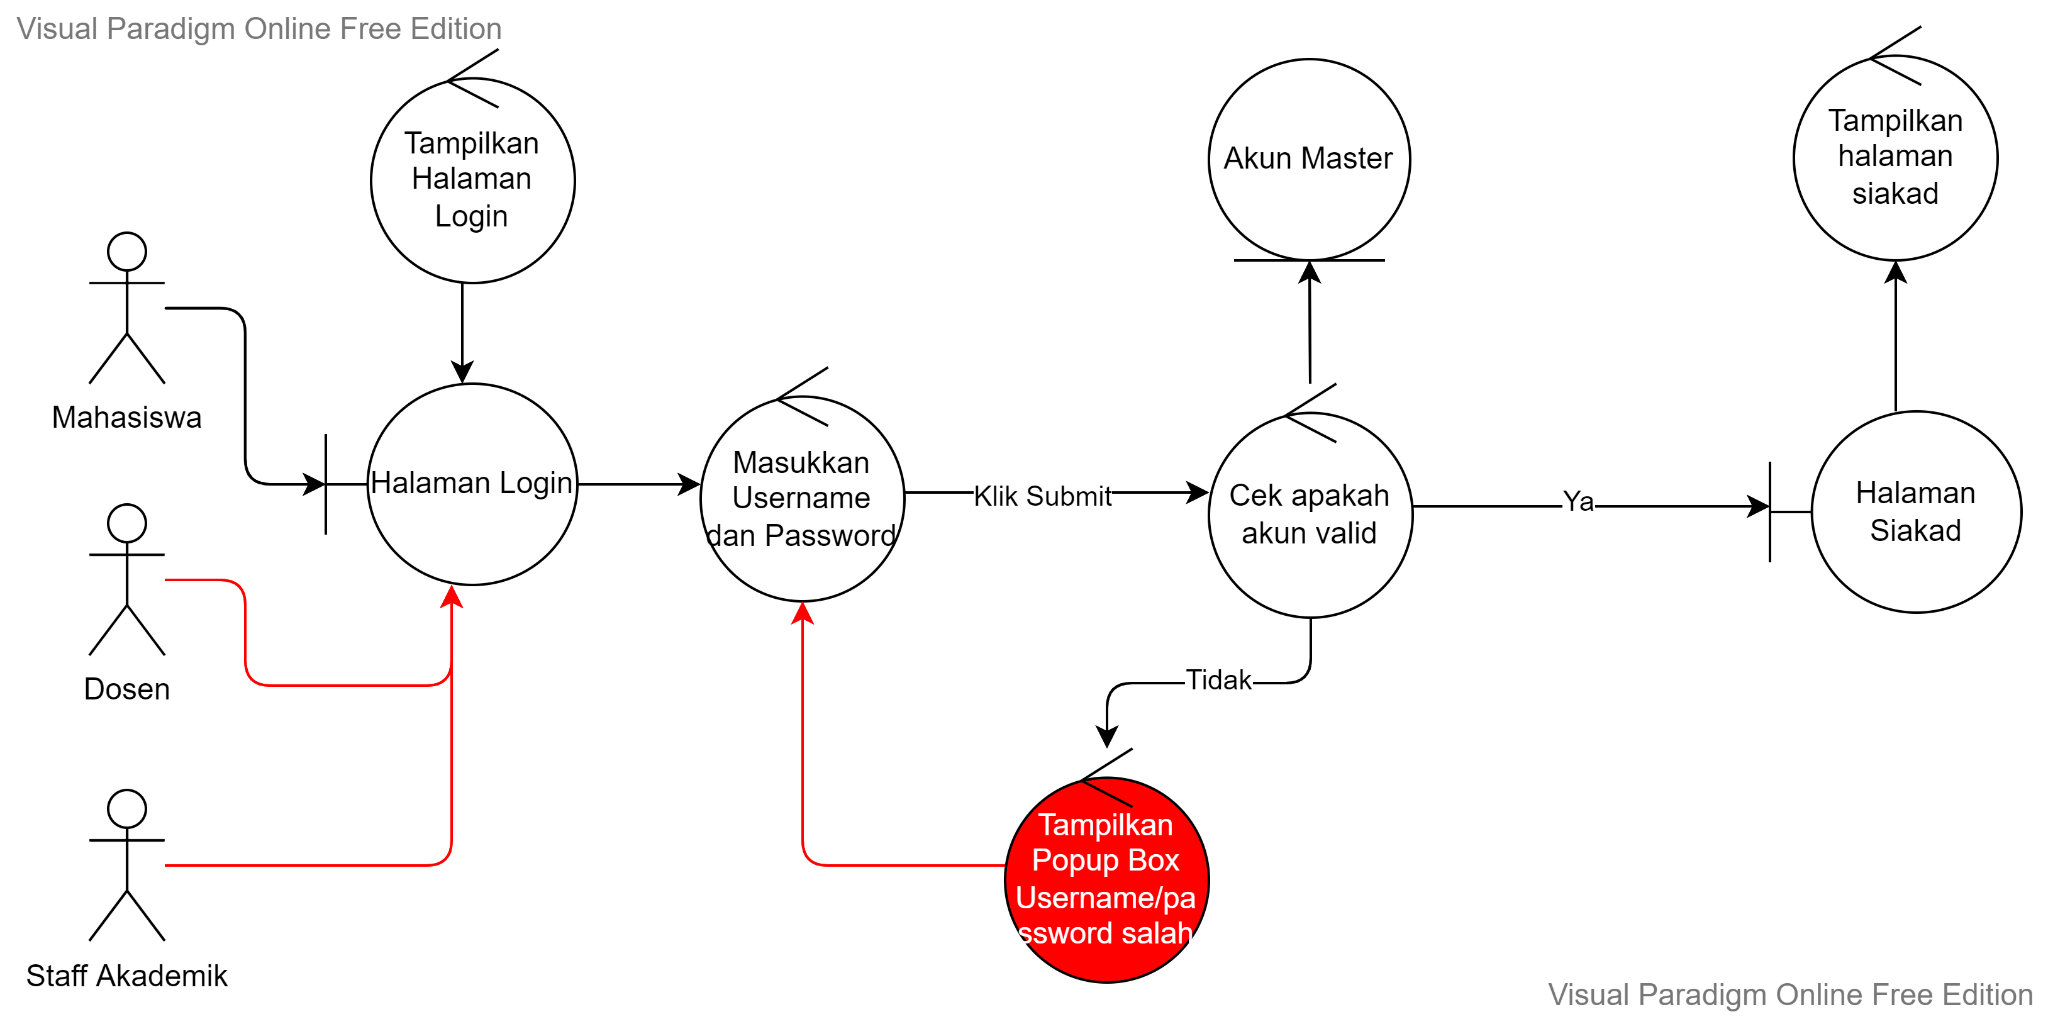 Visual Paradigm Online Free Edition
Tampilkan
Halaman
Login
Akun Master
Tampilkan
halaman
siakad
Mahasiswa
Halaman Login
Masukkan
Username
dan Password
Klik Submit
Cek apakah
akun valid
Ya
Halaman
Siakad
Dosen
Tidak
Tampilkan
Popup Box
Username/pa
ssword salah
Staff Akademik
Visual Paradigm Online Free Edition